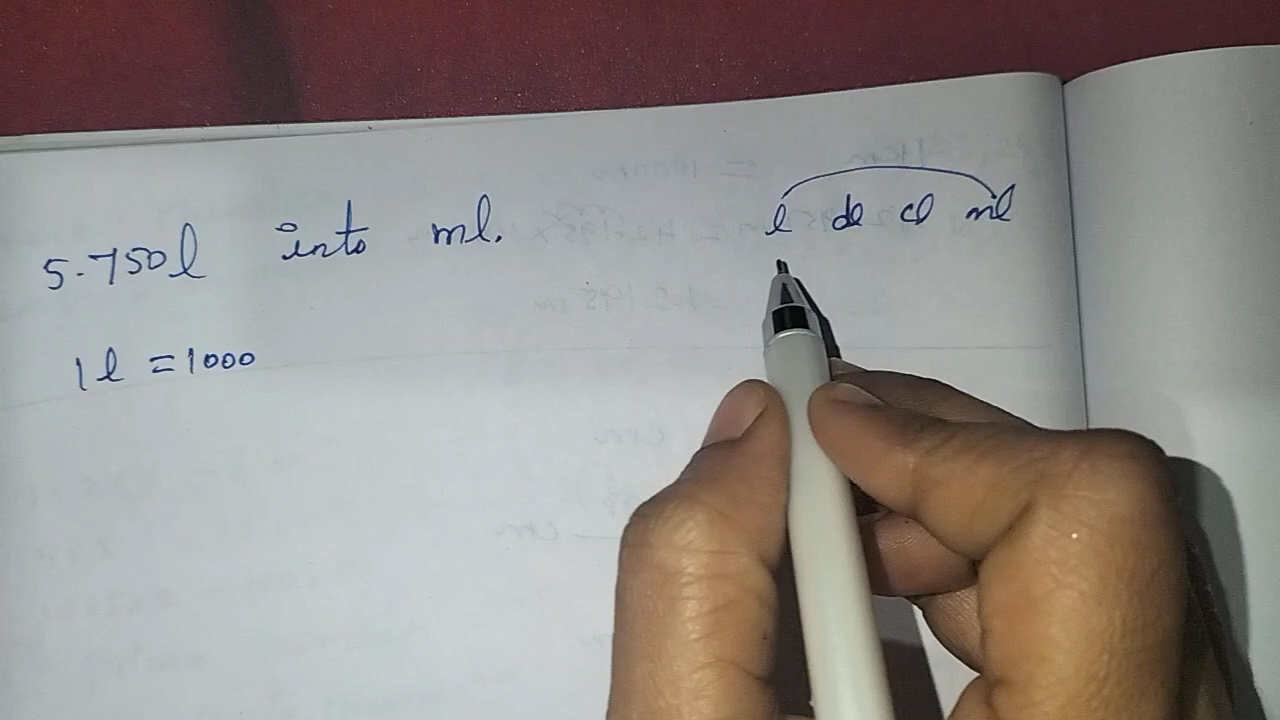 5.750l into ml.
l dl cl ml
1l = 1000